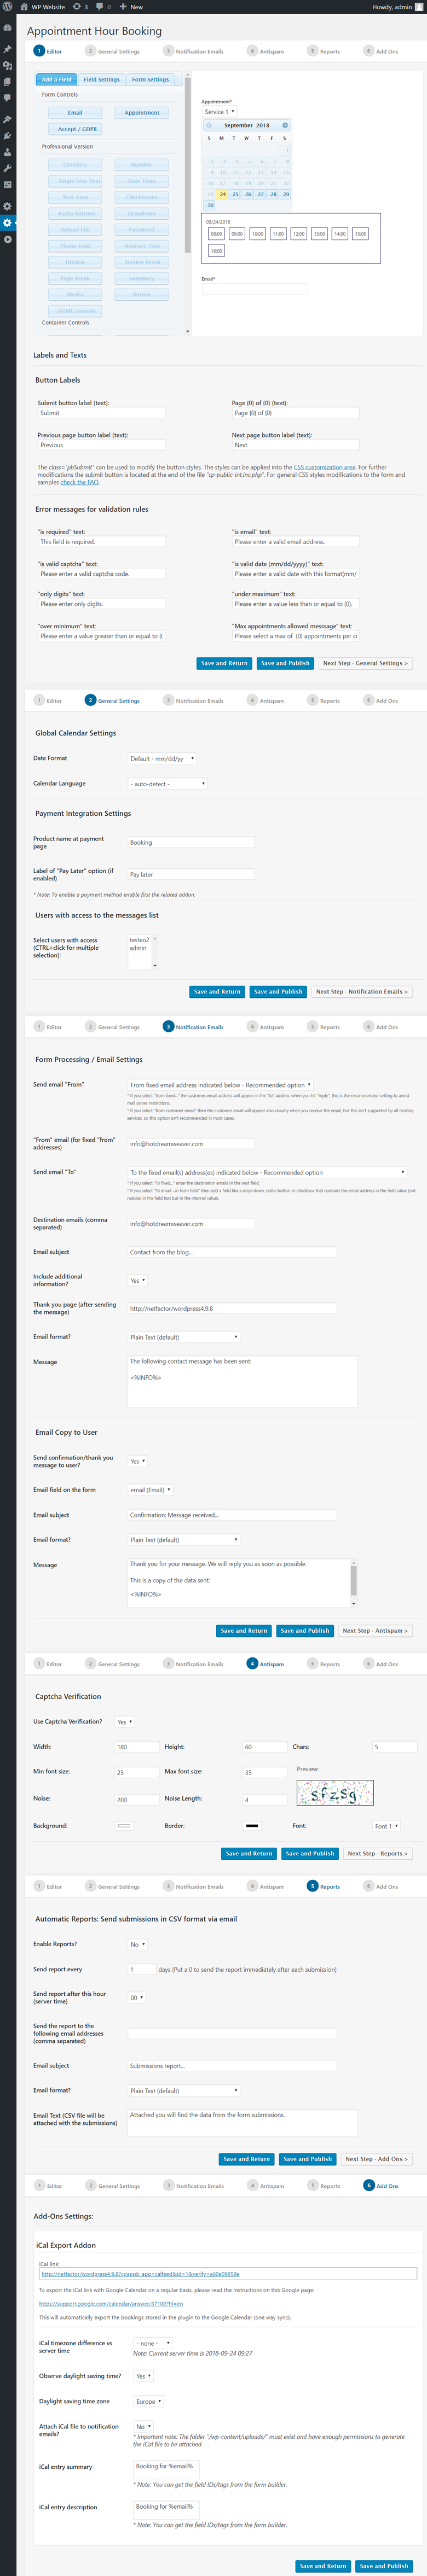 WP Website 3 0 New Howdy, admin
Appointment Hour Booking
1 Editor 2 General Settings 3 Notification Emails 4 Antispam 5 Reports 6 Add Ons
Add a Field Field Settings Form Settings
Form Controls
Email Appointment
Accept / GDPR
Professional Version
Currency Number
Single Line Text Date Time
Text Area Checkboxes
Radio Buttons Dropdown
Upload File Password
Phone field Instruct. Text
Hidden Section break
Page break Summary
Media Button
HTML content
Container Controls
Appointment*
Service 1
September 2018
S M T W T F S
1
2 3 4 5 6 7 8
9 10 11 12 13 14 15
16 17 18 19 20 21 22
23 24 25 26 27 28 29
30
09/24/2018
08:00 09:00 10:00 11:00 12:00 13:00 14:00 15:00
16:00
Email*
Labels and Texts
Button Labels
Submit button label (text): Page {0} of {0} (text):
Submit Page {0} of {0}
Previous page button label (text): Next page button label (text):
Previous Next
The class="pbSubmit" can be used to modify the button styles. The styles can be applied into the CSS customization area. For further
modifications the submit button is located at the end of the file "cp-public-int.inc.php". For general CSS styles modifications to the form and
samples check the FAQ.
Error messages for validation rules
"is required" text: "is email" text:
This field is required. Please enter a valid email address.
"is valid captcha" text: "is valid date (mm/dd/yyyy)" text:
Please enter a valid captcha code. Please enter a valid date with this format(mm/
"only digits" text: "under maximum" text:
Please enter only digits. Please enter a value less than or equal to {0}.
"over minimum" text: "Max appointments allowed messsage" text:
Please enter a value greater than or equal to {( Please select a max of {0} appointments per c
Save and Return Save and Publish Next Step - General Settings >
1 Editor 2 General Settings 3 Notification Emails 4 Antispam 5 Reports 6 Add Ons
Global Calendar Settings
Date Format Default - mm/dd/yy
Calendar Language - auto-detect -
Payment Integration Settings
Product name at payment
page
Booking
Label of "Pay Later" option (if
enabled)
Pay later
* Note: To enable a payment method enable first the related addon.
Users with access to the messages list
Select users with access
(CTRL+click for multiple
selection):
testeo2
admin
Save and Return Save and Publish Next Step - Notification Emails >
1 Editor 2 General Settings 3 Notification Emails 4 Antispam 5 Reports 6 Add Ons
Form Processing / Email Settings
Send email "From" From fixed email address indicated below - Recommended option
* If you select "from fixed..." the customer email address will appear in the "to" address when you hit "reply", this is the recommended setting to avoid
mail server restrictions.
* If you select "from customer email" then the customer email will appear also visually when you receive the email, but this isn't supported by all hosting
services, so this option isn't recommended in most cases.
"From" email (for fixed "from"
addresses)
info@hotdreamweaver.com
Send email "To" To the fixed email(s) address(es) indicated below - Recommended option
* If you select "To fixed..." enter the destination emails in the next field.
* If you select "To email ...in form field" then add a field like a drop-down, radio-button or checkbox that contains the email address in the field value (not
needed in the field text but in the internal value).
Destination emails (comma
separated)
info@hotdreamweaver.com
Email subject Contact from the blog...
Include additional
information?
Yes
Thank you page (after sending
the message)
http://netfactor/wordpress4.9.8
Email format? Plain Text (default)
Message The following contact message has been sent:
<%INFO%>
Email Copy to User
Send confirmation/thank you
message to user?
Yes
Email field on the form email (Email)
Email subject Confirmation: Message received...
Email format? Plain Text (default)
Message Thank you for your message. We will reply you as soon as possible.
This is a copy of the data sent:
<%INFO%>
Save and Return Save and Publish Next Step - Antispam >
1 Editor 2 General Settings 3 Notification Emails 4 Antispam 5 Reports 6 Add Ons
Captcha Verification
Use Captcha Verification? Yes
Width: 180 Height: 60 Chars: 5
Min font size: 25 Max font size: 35 Preview:
sfzsg
Noise: 200 Noise Length: 4
Background: Border: Font: Font 1
Save and Return Save and Publish Next Step - Reports >
1 Editor 2 General Settings 3 Notification Emails 4 Antispam 5 Reports 6 Add Ons
Automatic Reports: Send submissions in CSV format via email
Enable Reports? No
Send report every 1 days (Put a 0 to send the report immediately after each submission)
Send report after this hour
(server time)
00
Send the report to the
following email addresses
(comma separated)
Email subject Submissions report...
Email format? Plain Text (default)
Email Text (CSV file will be
attached with the submissions)
Attached you will find the data from the form submissions.
Save and Return Save and Publish Next Step - Add Ons >
1 Editor 2 General Settings 3 Notification Emails 4 Antispam 5 Reports 6 Add Ons
Add-Ons Settings:
iCal Export Addon
iCal link:
http://netfactor/wordpress4.9.8?cpappb_app=calfeed&id=1&verify=a60e09959e
To export the iCal link with Google Calendar on a regular basis, please read the instructions on this Google page:
https://support.google.com/calendar/answer/37100?hl=en
This will automatically export the bookings stored in the plugin to the Google Calendar (one way sync).
iCal timezone difference vs
server time
- none -
Note: Current server time is 2018-09-24 09:27
Observe daylight saving time? Yes
Daylight saving time zone Europe
Attach iCal file to notification
emails?
No
* Important note: The folder "/wp-content/uploads/" must exist and have enough permissions to generate
the iCal file to be attached.
iCal entry summary Booking for %email%
* Note: You can get the field IDs/tags from the form builder.
iCal entry description Booking for %email%
* Note: You can get the field IDs/tags from the form builder.
Save and Return Save and Publish